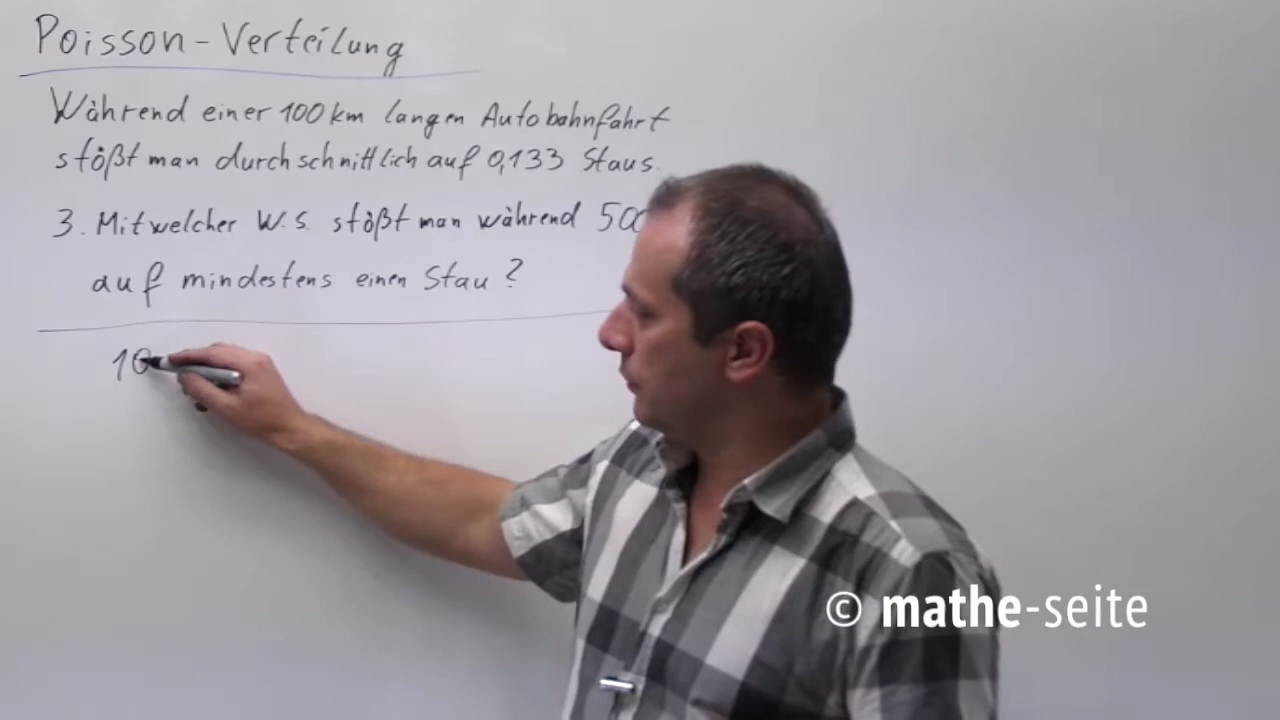 Poisson-Verteilung
Während einer 100 km langen Autobahnfahrt
stößt man durchschnittlich auf 0,133 Staus.
3. Mit welcher W.S. stößt man während
auf mindestens einen Stau?
10
© mathe-seite